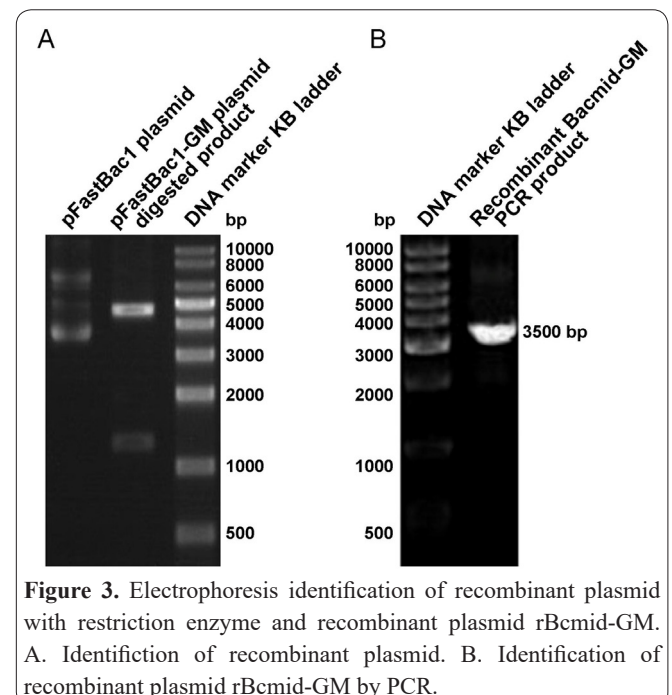 A
B
pFastBac1 plasmid
pFastBac1-GM plasmid
digested product
DNA marker KB ladder
DNA marker KB ladder
Recombinant Bacmid-GM
PCR product
bp
10000
8000
6000
5000
4000
3000
2000
1000
500
bp
10000
8000
6000
5000
4000
3000
2000
1000
500
3500 bp
Figure 3. Electrophoresis identification of recombinant plasmid
with restriction enzyme and recombinant plasmid rBcmid-GM.
A. Identifiction of recombinant plasmid. B. Identification of
recombinant plasmid rBcmid-GM by PCR.